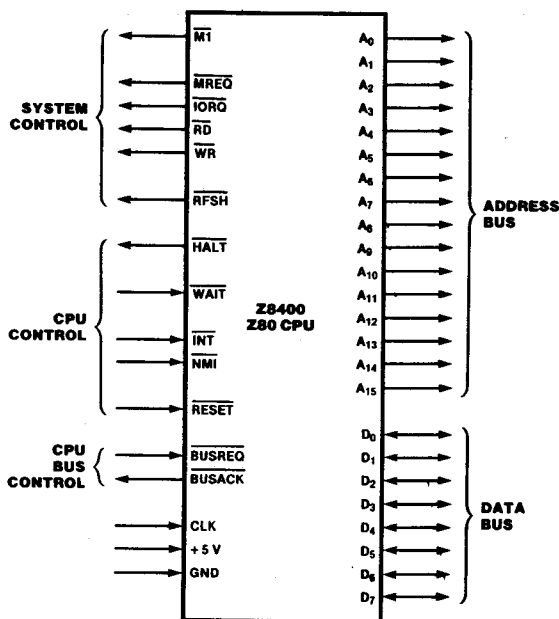 SYSTEM
CONTROL
M1
MREQ
IORQ
RD
WR
RFSH
CPU
CONTROL
HALT
WAIT
INT
NMI
RESET
CPU
BUS
CONTROL
BUSREQ
BUSACK
CLK
+5 V
GND
Z8400
Z80 CPU
A0
A1
A2
A3
A4
A5
A6
A7
A8
A9
A10
A11
A12
A13
A14
A15
ADDRESS
BUS
D0
D1
D2
D3
D4
D5
D6
D7
DATA
BUS